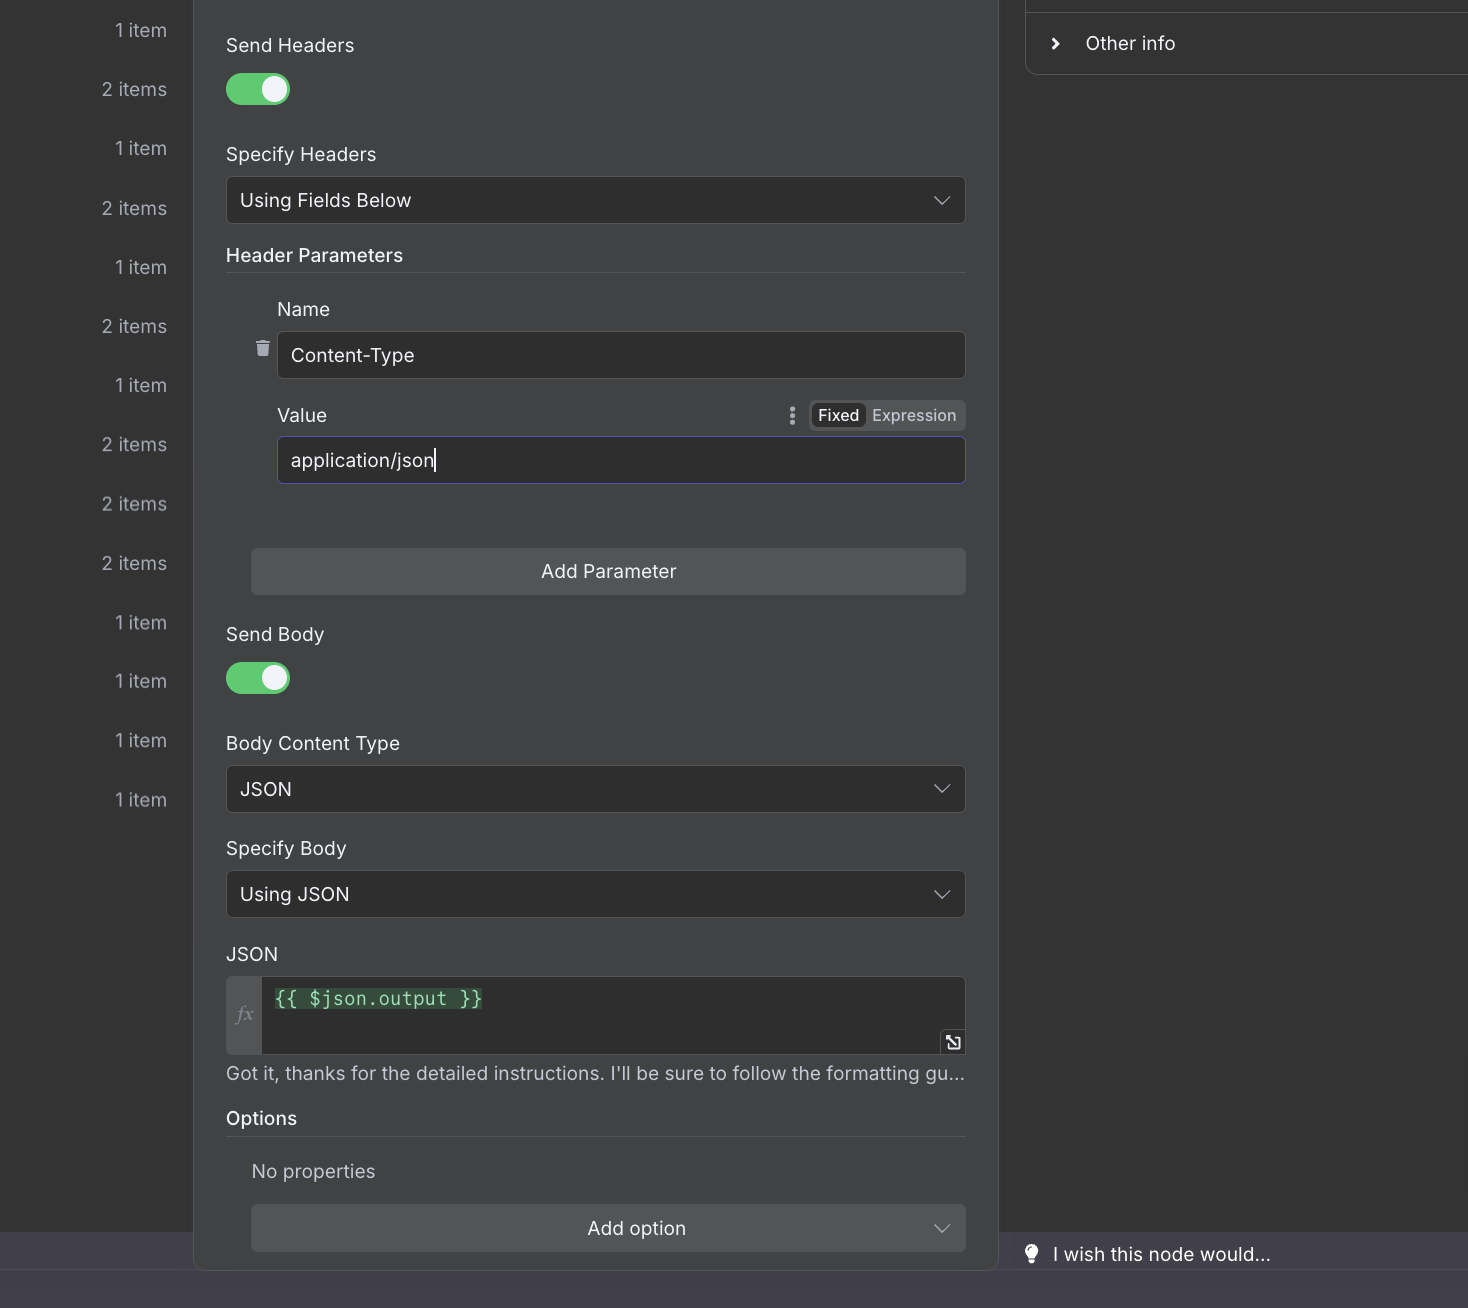 1 item
2 items
1 item
2 items
1 item
2 items
1 item
2 items
2 items
2 items
1 item
1 item
1 item
1 item
Send Headers
Specify Headers
Using Fields Below
Header Parameters
Name
Content-Type
Value
Fixed Expression
application/json
Add Parameter
Send Body
Body Content Type
JSON
Specify Body
Using JSON
JSON
fx
{{ $json.output }}
Got it, thanks for the detailed instructions. I'll be sure to follow the formatting gu...
Options
No properties
Add option
Other info
I wish this node would...